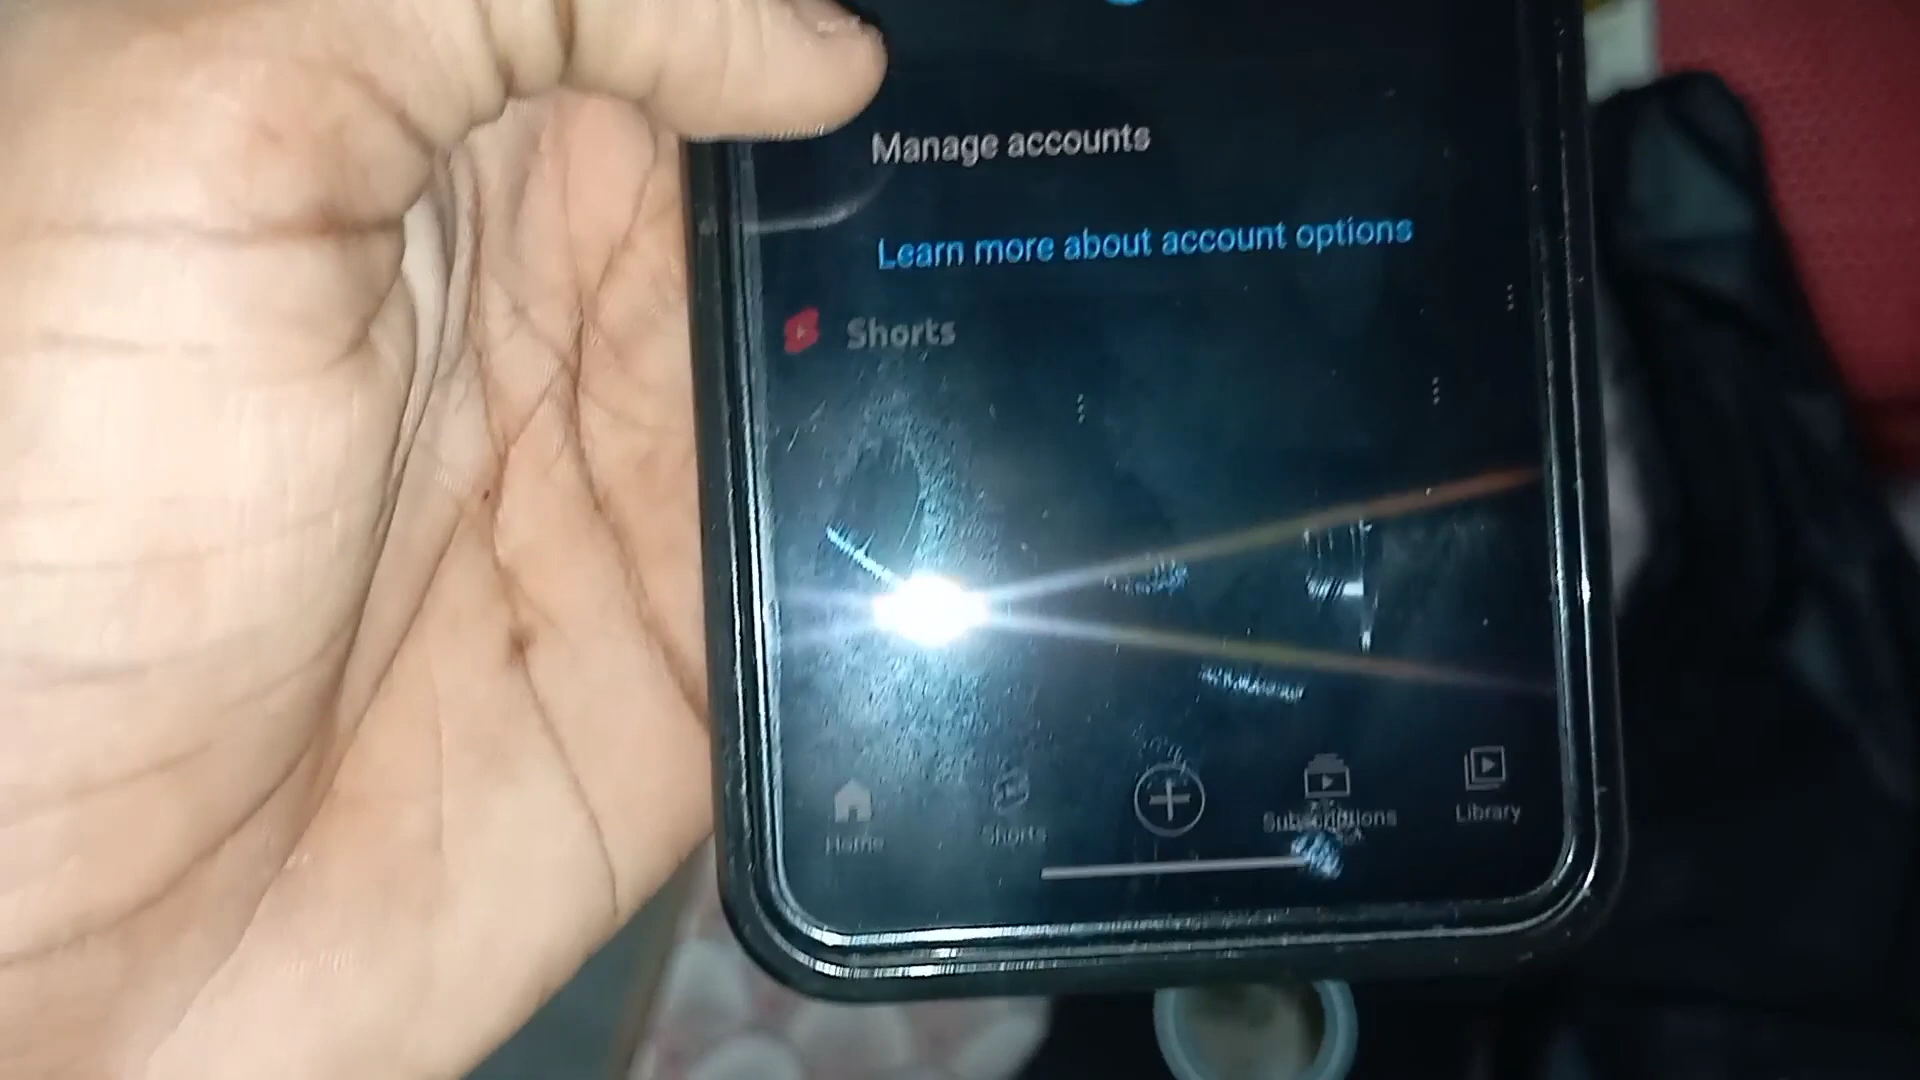 Manage accounts
Learn more about account options
Shorts
Home
Shorts
Subscriptions
Library